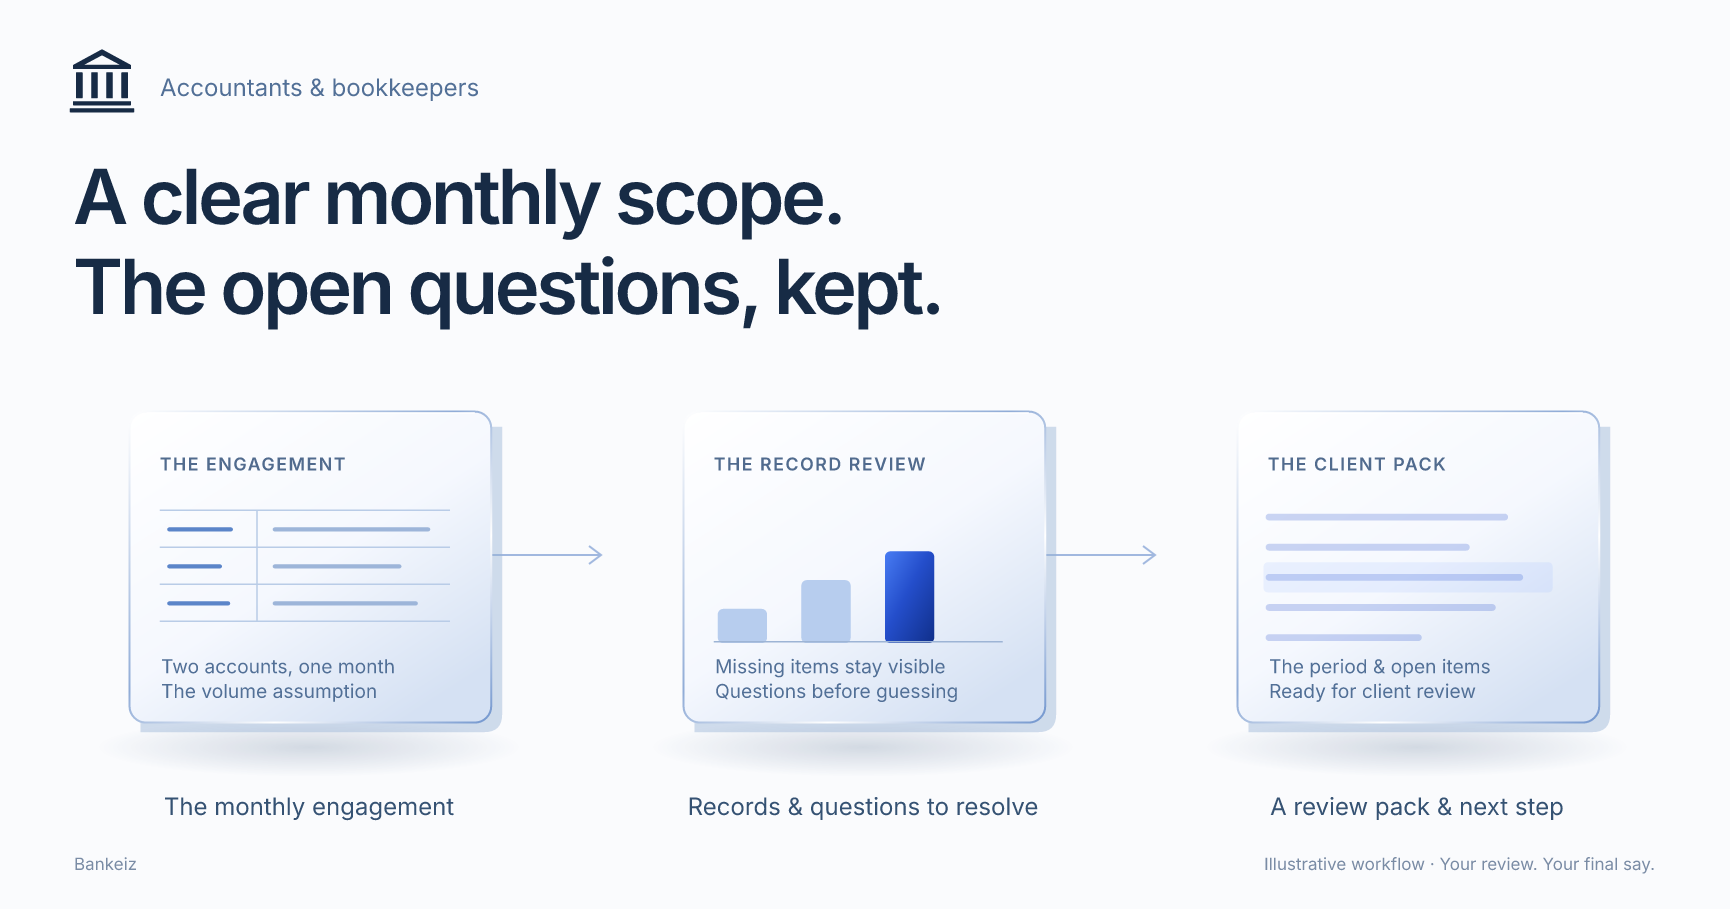 Accountants & bookkeepers
A clear monthly scope.
The open questions, kept.
THE ENGAGEMENT
Two accounts, one month
The volume assumption
The monthly engagement
THE RECORD REVIEW
Missing items stay visible
Questions before guessing
Records & questions to resolve
THE CLIENT PACK
The period & open items
Ready for client review
A review pack & next step
Bankeiz
Illustrative workflow · Your review. Your final say.